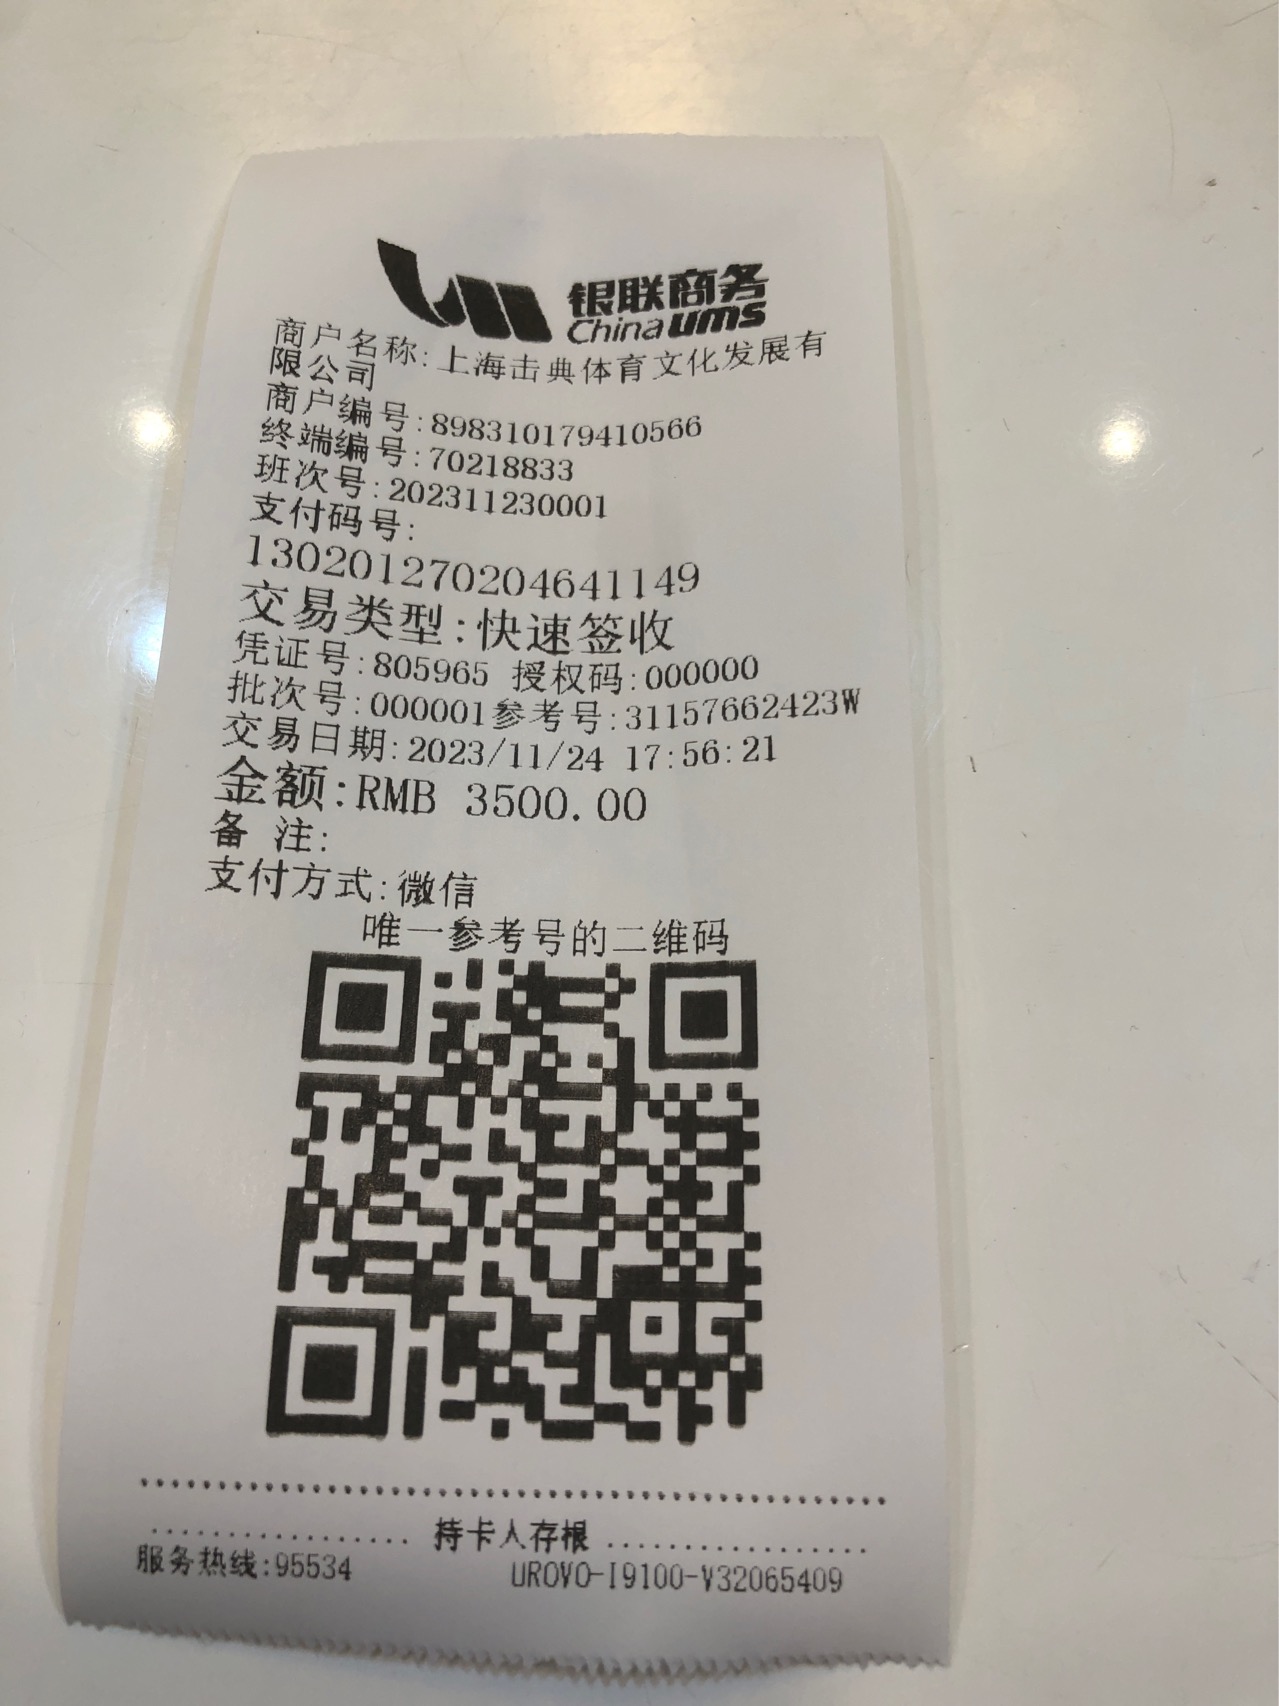 银联商务
China ums
商户名称:上海击典体育文化发展有
限公司
商户编号:898310179410566
终端编号:70218833
班次号:202311230001
支付码号:
130201270204641149
交易类型:快速签收
凭证号:805965 授权码:000000
批次号:000001参考号:31157662423W
交易日期:2023/11/24 17:56:21
金额:RMB 3500.00
备 注:
支付方式:微信
唯一参考号的二维码
持卡人存根
服务热线:95534 UROVO-I9100-V32065409